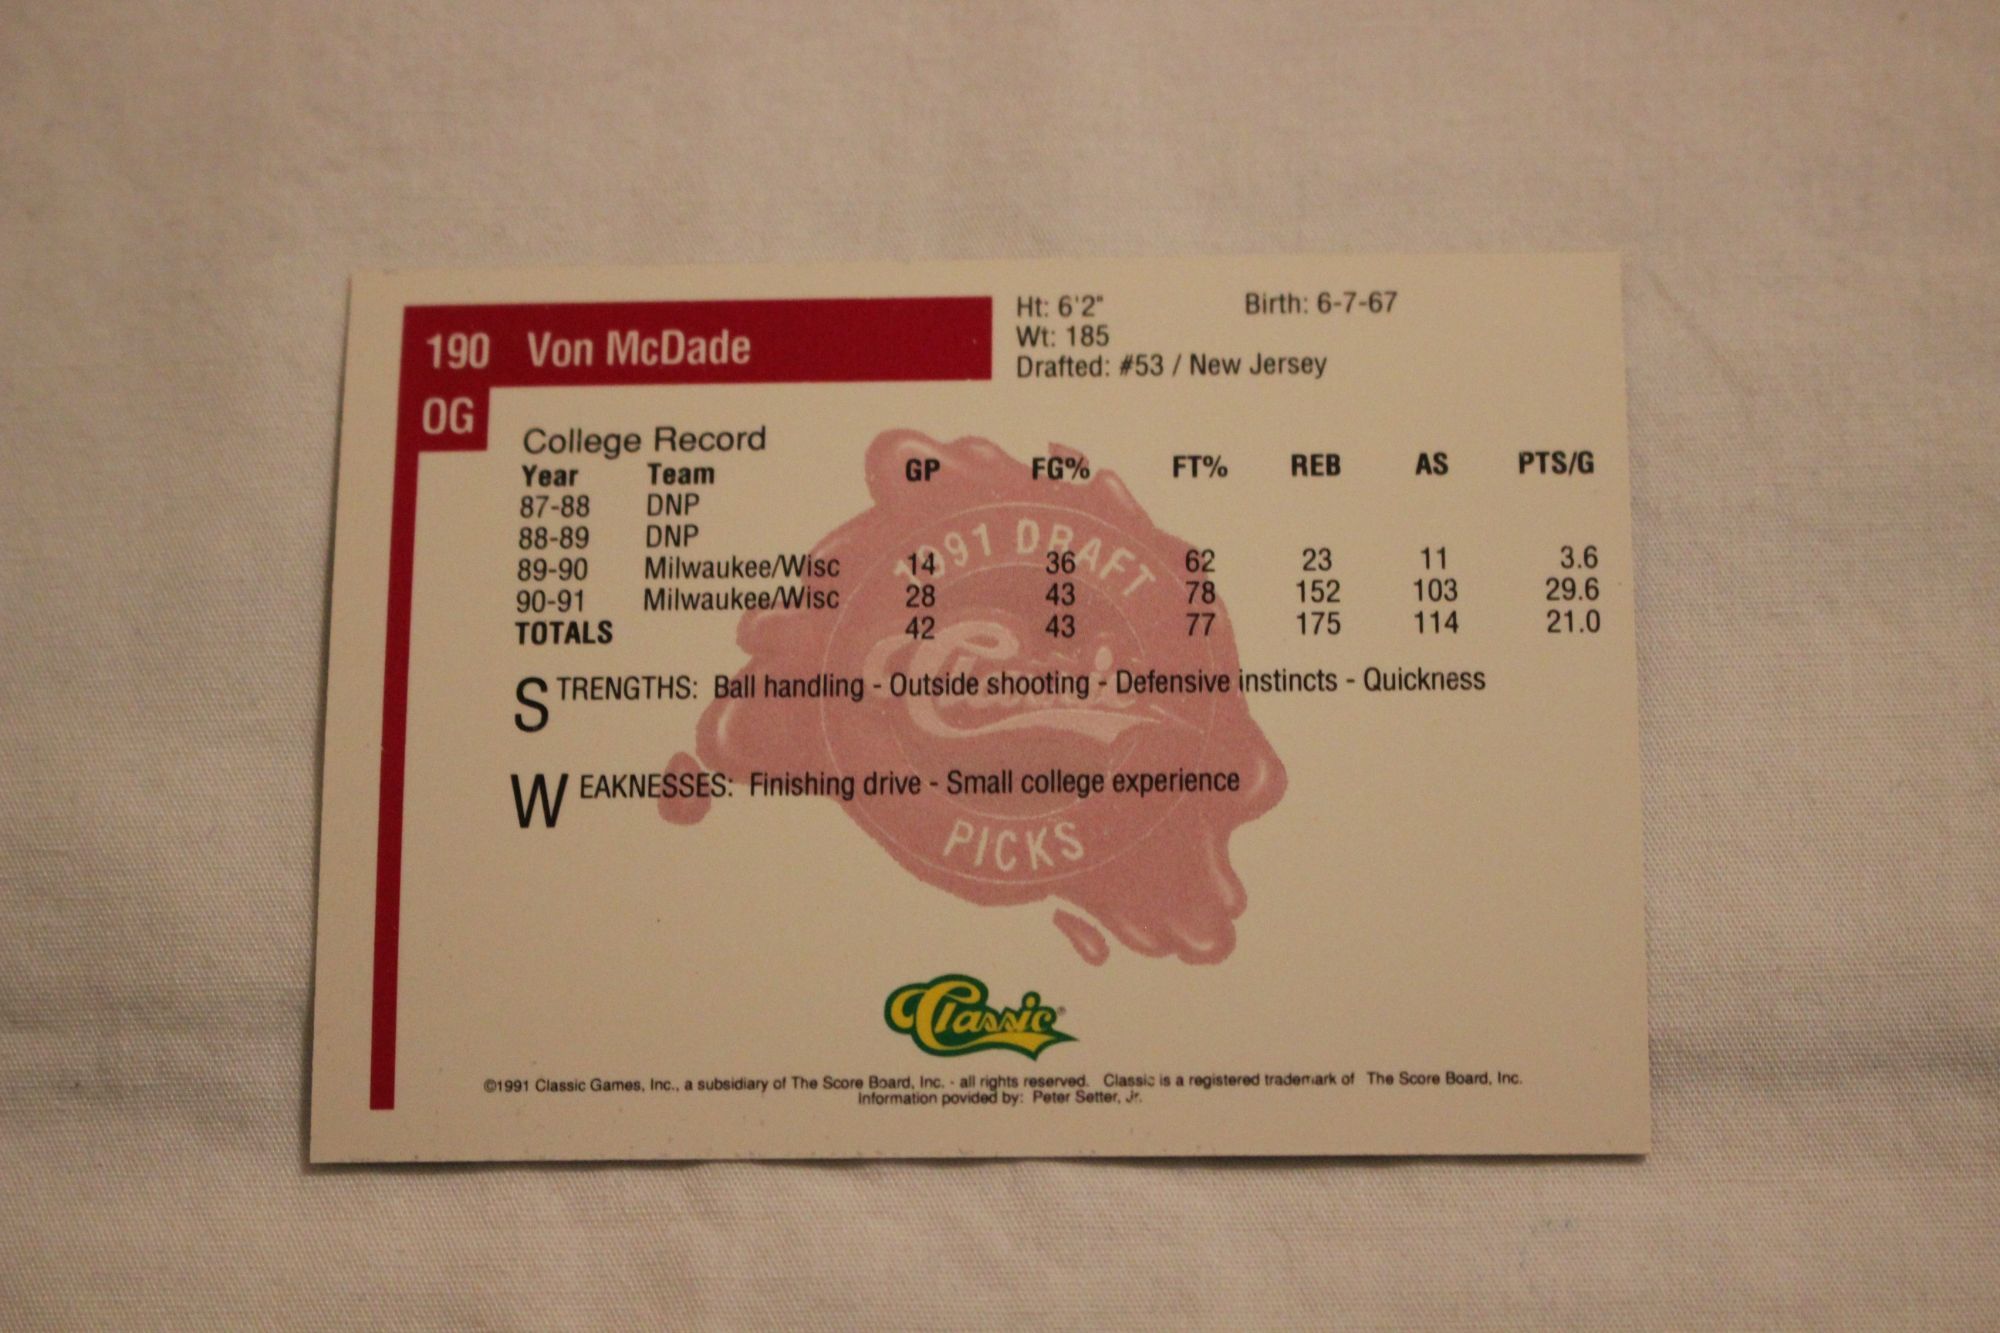 190 Von McDade
OG
Ht: 6'2" Birth: 6-7-67
Wt: 185
Drafted: #53 / New Jersey
College Record
Year Team GP FG% FT% REB AS PTS/G
87-88 DNP
88-89 DNP
89-90 Milwaukee/Wisc 14 36 62 23 11 3.6
90-91 Milwaukee/Wisc 28 43 78 152 103 29.6
TOTALS 42 43 77 175 114 21.0
STRENGTHS: Ball handling - Outside shooting - Defensive instincts - Quickness
WEAKNESSES: Finishing drive - Small college experience
1991 DRAFT
Classic
PICKS
Classic®
©1991 Classic Games, Inc., a subsidiary of The Score Board, Inc. - all rights reserved. Classic is a registered trademark of The Score Board, Inc.
Information povided by: Peter Setter, Jr.